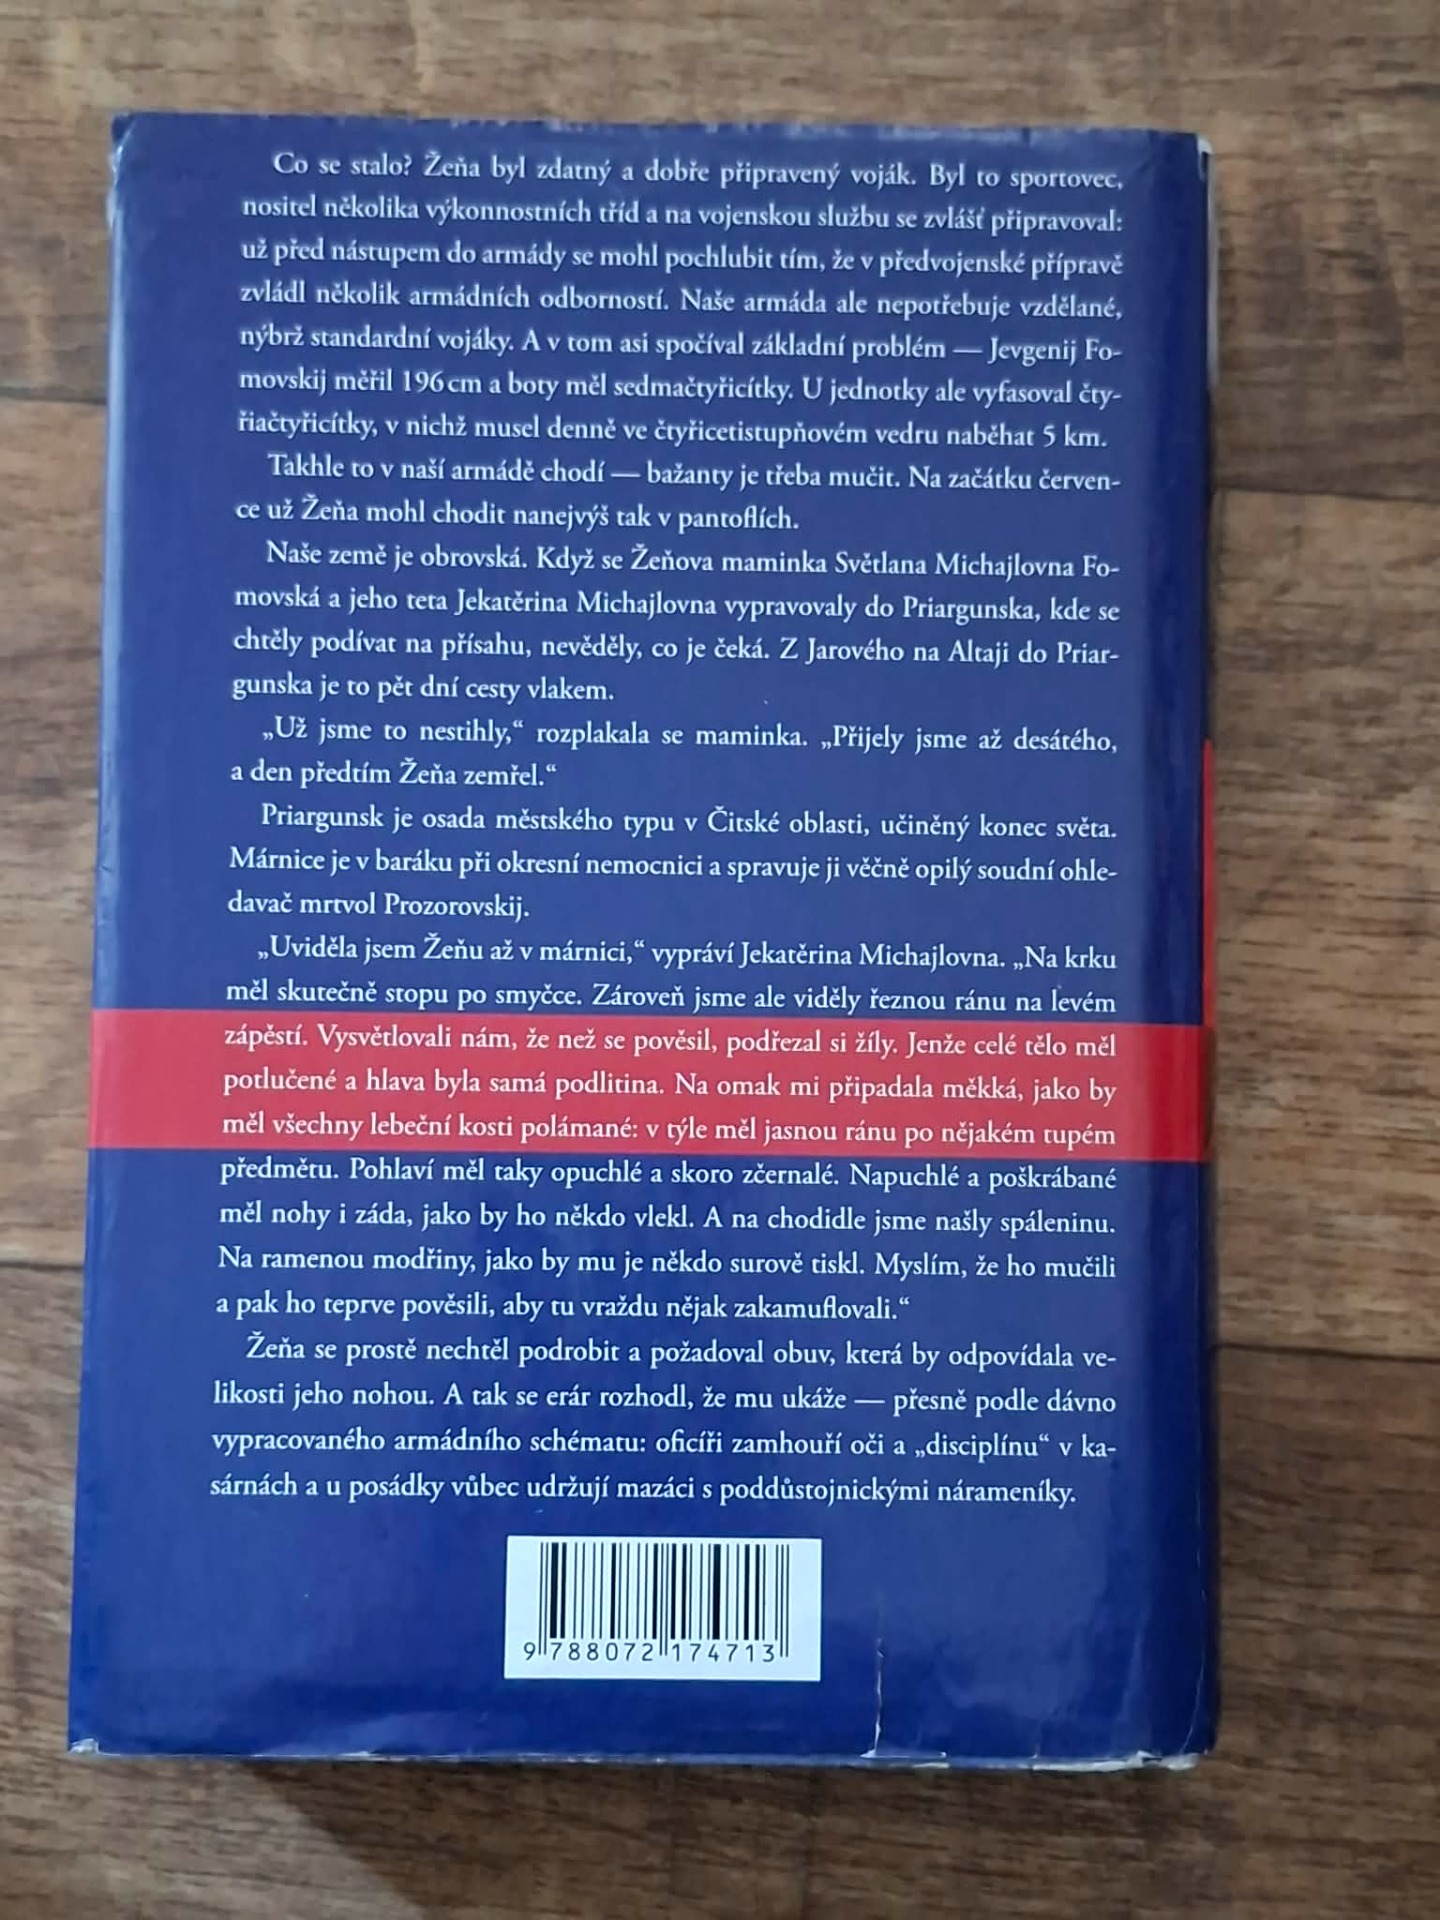 Co se stalo? Žeňa byl zdatný a dobře připravený voják. Byl to sportovec,
nositel několika výkonnostních tříd a na vojenskou službu se zvlášť připravoval:
už před nástupem do armády se mohl pochlubit tím, že v předvojenské přípravě
zvládl několik armádních odborností. Naše armáda ale nepotřebuje vzdělané,
nýbrž standardní vojáky. A v tom asi spočíval základní problém — Jevgenij Fo-
movskij měřil 196 cm a boty měl sedmačtyřicítky. U jednotky ale vyfasoval čty-
řiačtyřicítky, v nichž musel denně ve čtyřicetistupňovém vedru naběhat 5 km.
Takhle to v naší armádě chodí — bažanty je třeba mučit. Na začátku červen-
ce už Žeňa mohl chodit nanejvýš tak v pantoflích.
Naše země je obrovská. Když se Žeňova maminka Světlana Michajlovna Fo-
movská a jeho teta Jekatěrina Michajlovna vypravovaly do Priargunska, kde se
chtěly podívat na přísahu, nevěděly, co je čeká. Z Jarového na Altaji do Priar-
gunska je to pět dní cesty vlakem.
„Už jsme to nestihly,“ rozplakala se maminka. „Přijely jsme až desátého,
a den předtím Žeňa zemřel.“
Priargunsk je osada městského typu v Čitské oblasti, učiněný konec světa.
Márnice je v baráku při okresní nemocnici a spravuje ji věčně opilý soudní ohle-
davač mrtvol Prozorovskij.
„Uviděla jsem Žeňu až v márnici,“ vypráví Jekatěrina Michajlovna. „Na krku
měl skutečně stopu po smyčce. Zároveň jsme ale viděly řeznou ránu na levém
zápěstí. Vysvětlovali nám, že než se pověsil, podřezal si žíly. Jenže celé tělo měl
potlučené a hlava byla samá podlitina. Na omak mi připadala měkká, jako by
měl všechny lebeční kosti polámané: v týle měl jasnou ránu po nějakém tupém
předmětu. Pohlaví měl taky opuchlé a skoro zčernalé. Napuchlé a poškrábané
měl nohy i záda, jako by ho někdo vlekl. A na chodidle jsme našly spáleninu.
Na ramenou modřiny, jako by mu je někdo surově tiskl. Myslím, že ho mučili
a pak ho teprve pověsili, aby tu vraždu nějak zakamuflovali.“
Žeňa se prostě nechtěl podrobit a požadoval obuv, která by odpovídala ve-
likosti jeho nohou. A tak se erár rozhodl, že mu ukáže — přesně podle dávno
vypracovaného armádního schématu: oficíři zamhouří oči a „disciplínu“ v ka-
sárnách a u posádky vůbec udržují mazáci s poddůstojnickými nárameníky.
9 788072 174713